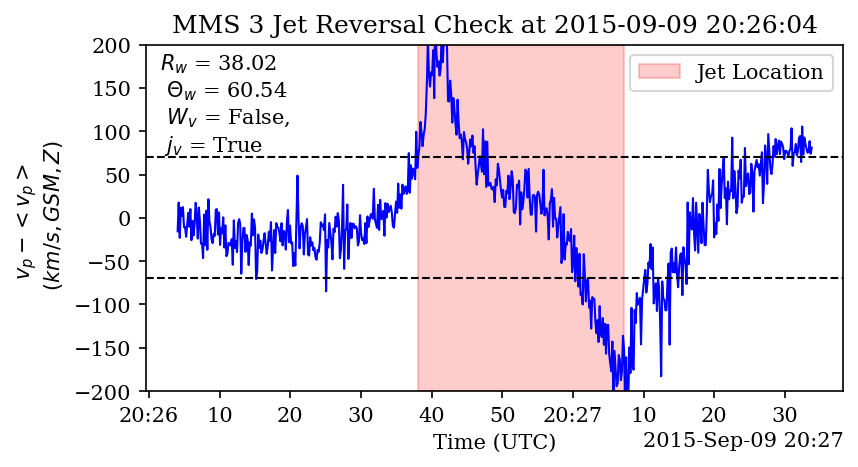 MMS 3 Jet Reversal Check at 2015-09-09 20:26:04
R_w = 38.02
Θ_w = 60.54
W_v = False,
j_v = True
Jet Location
v_p − < v_p >
(km/s, GSM, Z)
200
150
100
50
0
−50
−100
−150
−200
20:26 10 20 30 40 50 20:27 10 20 30
Time (UTC)
2015-Sep-09 20:27